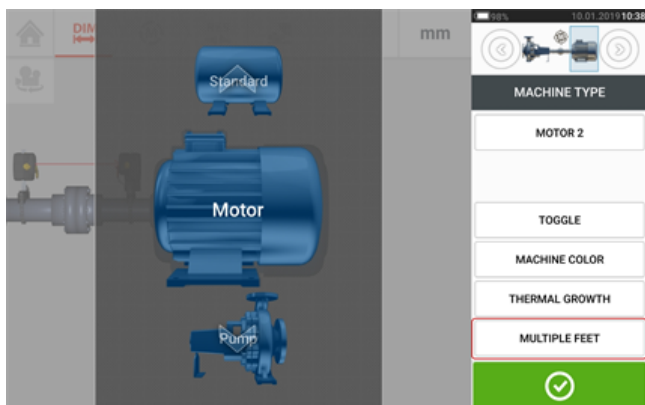 98%
10.01.2019 10:38
DIM
mm
Standard
Motor
Pump
MACHINE TYPE
MOTOR 2
TOGGLE
MACHINE COLOR
THERMAL GROWTH
MULTIPLE FEET